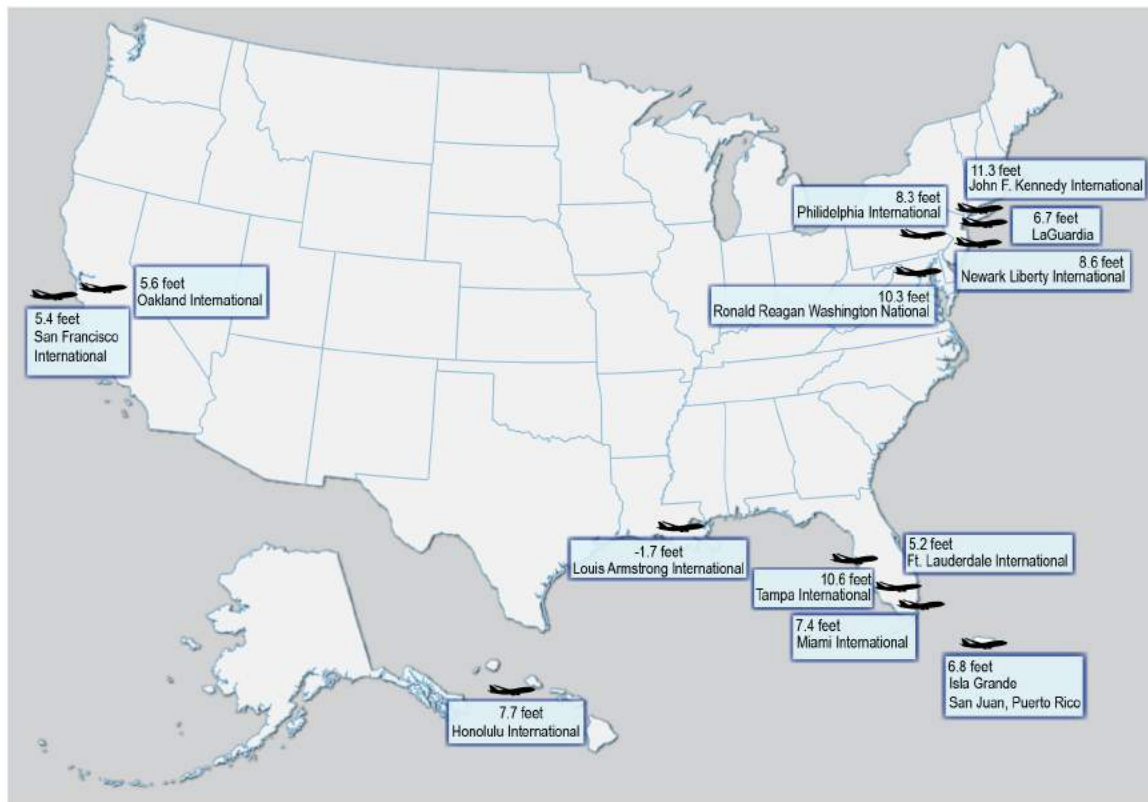 11.3 feet
John F. Kennedy International
8.3 feet
Philidelphia International
6.7 feet
LaGuardia
8.6 feet
Newark Liberty International
10.3 feet
Ronald Reagan Washington National
5.6 feet
Oakland International
5.4 feet
San Francisco
International
-1.7 feet
Louis Armstrong International
5.2 feet
Ft. Lauderdale International
10.6 feet
Tampa International
7.4 feet
Miami International
6.8 feet
Isla Grande
San Juan, Puerto Rico
7.7 feet
Honolulu International